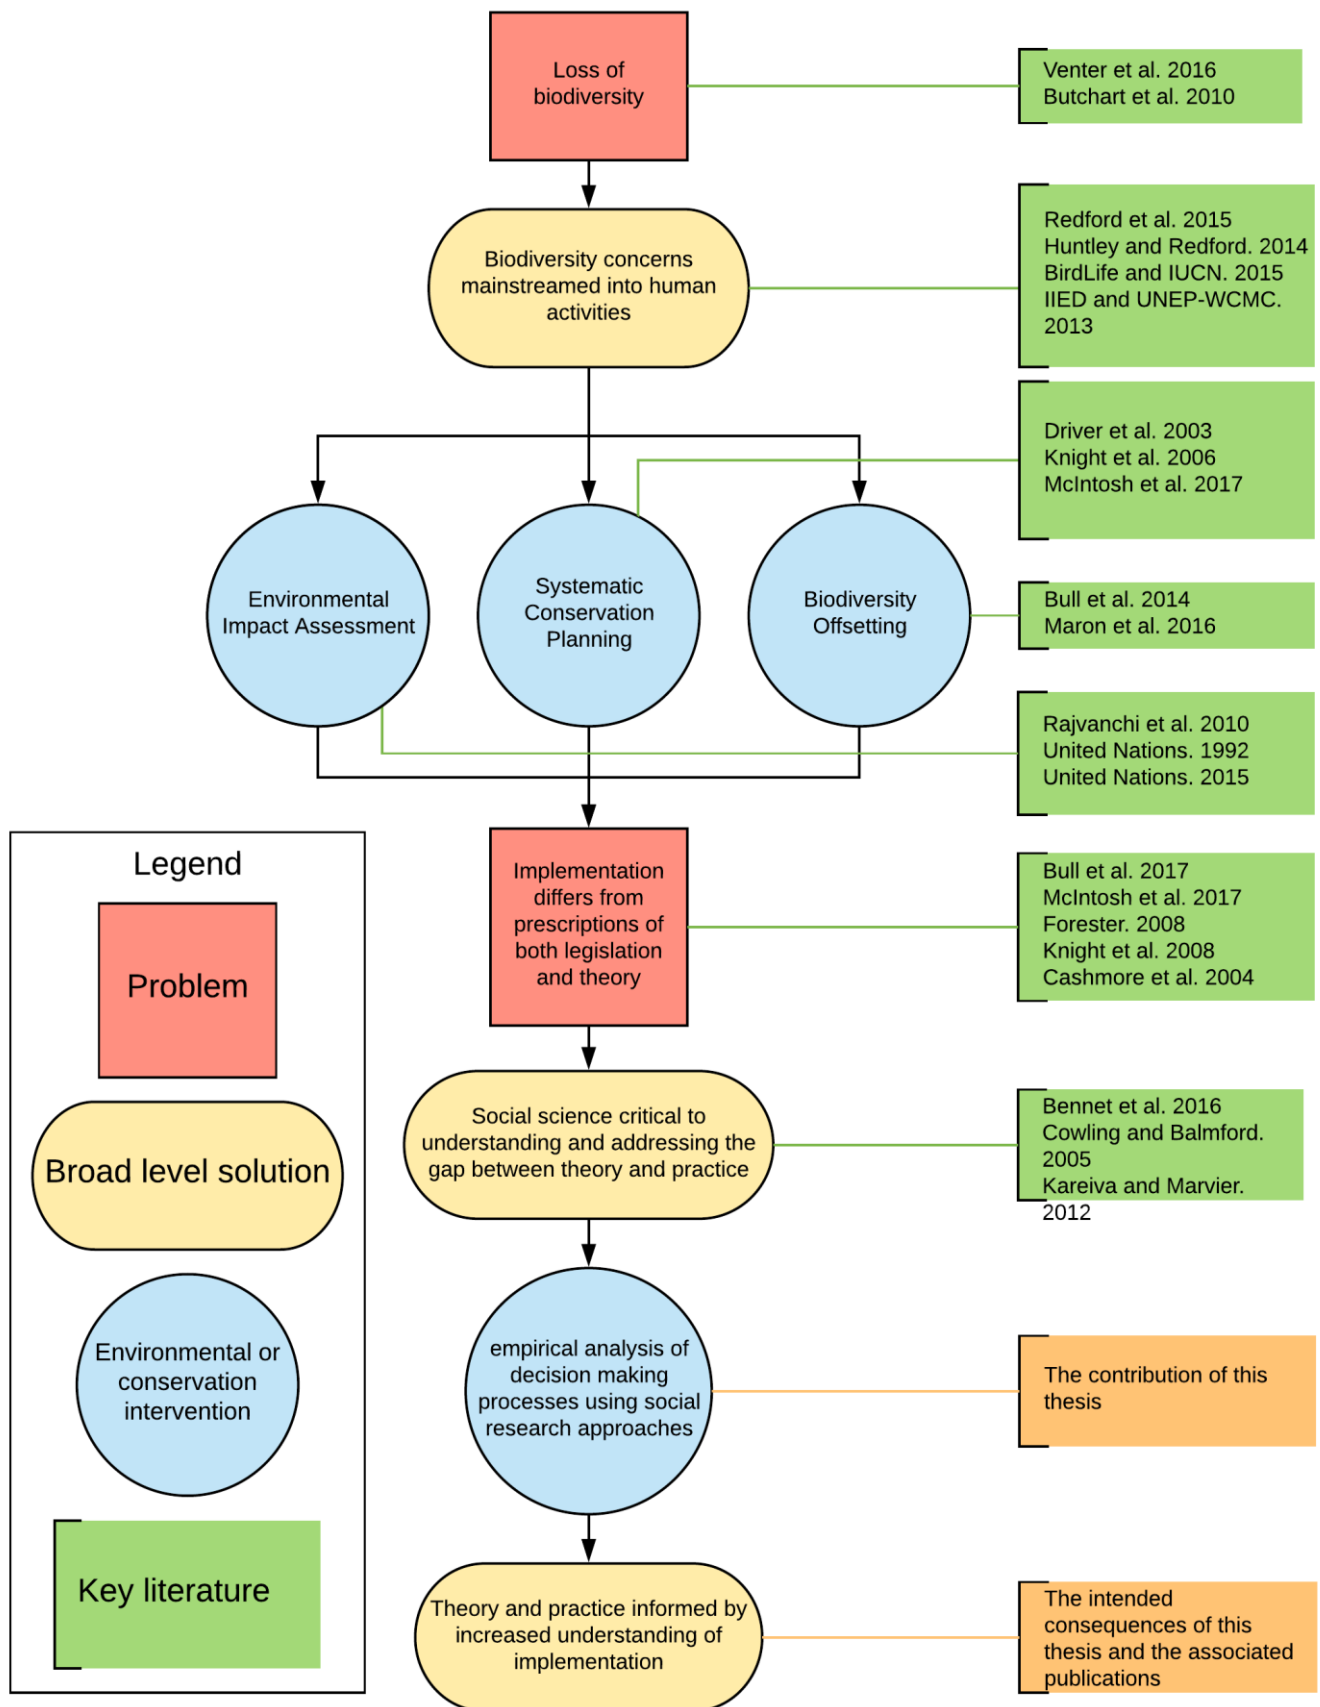 Loss of
biodiversity
Venter et al. 2016
Butchart et al. 2010
Biodiversity concerns
mainstreamed into human
activities
Redford et al. 2015
Huntley and Redford. 2014
BirdLife and IUCN. 2015
IIED and UNEP-WCMC.
2013
Driver et al. 2003
Knight et al. 2006
McIntosh et al. 2017
Environmental
Impact Assessment
Systematic
Conservation
Planning
Biodiversity
Offsetting
Bull et al. 2014
Maron et al. 2016
Rajvanchi et al. 2010
United Nations. 1992
United Nations. 2015
Implementation
differs from
prescriptions of
both legislation
and theory
Bull et al. 2017
McIntosh et al. 2017
Forester. 2008
Knight et al. 2008
Cashmore et al. 2004
Social science critical to
understanding and addressing the
gap between theory and practice
Bennet et al. 2016
Cowling and Balmford.
2005
Kareiva and Marvier.
2012
empirical analysis of
decision making
processes using social
research approaches
The contribution of this
thesis
Theory and practice informed by
increased understanding of
implementation
The intended
consequences of this
thesis and the associated
publications
Legend
Problem
Broad level solution
Environmental or
conservation
intervention
Key literature